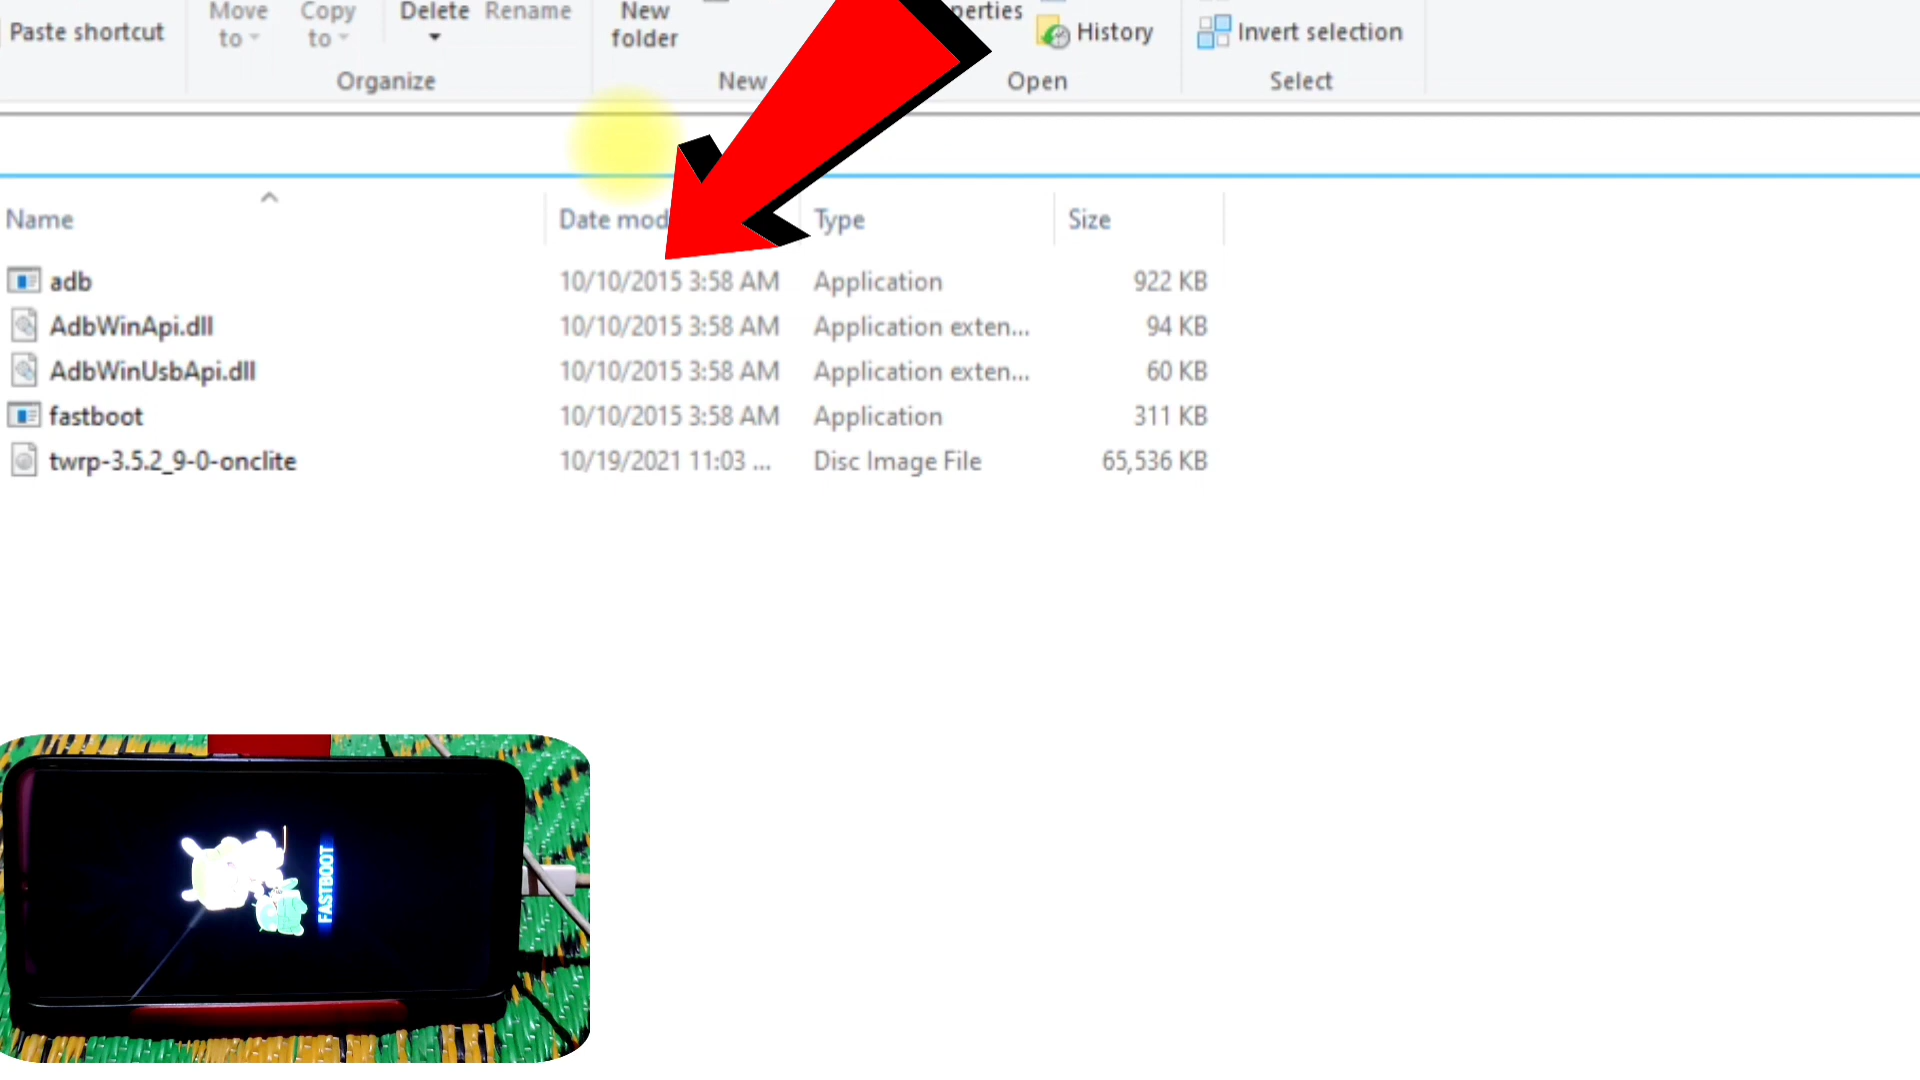 Paste shortcut
Move to
Copy to
Delete
Rename
New folder
History
Invert selection
Organize
New
Open
Select
Name
Type
Size
adb 10/10/2015 3:58 AM Application 922 KB
AdbWinApi.dll 10/10/2015 3:58 AM Application exten... 94 KB
AdbWinUsbApi.dll 10/10/2015 3:58 AM Application exten... 60 KB
fastboot 10/10/2015 3:58 AM Application 311 KB
twrp-3.5.2_9-0-onclite 10/19/2021 11:03 ... Disc Image File 65,536 KB
Date mod
perties
FASTBOOT